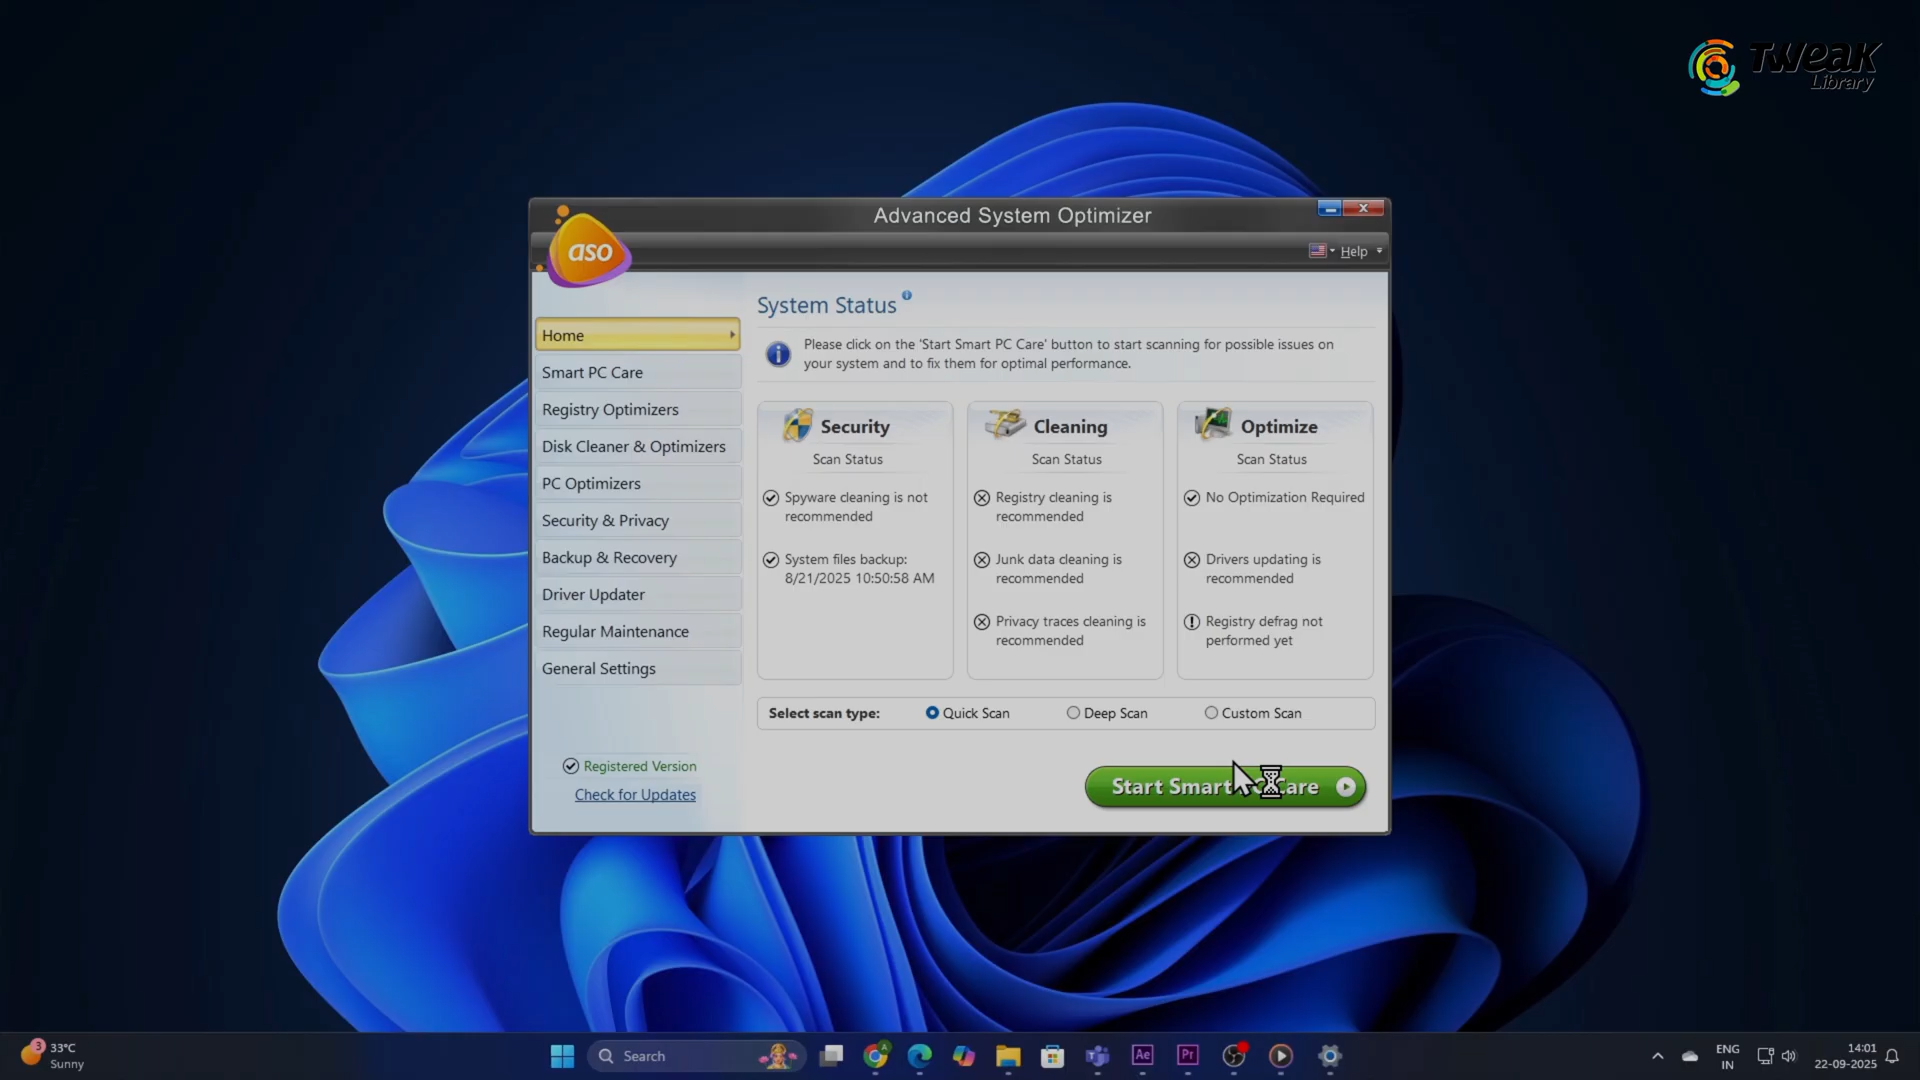 TWEAK
Library
Advanced System Optimizer
aso
Help
System Status
Please click on the 'Start Smart PC Care' button to start scanning for possible issues on
your system and to fix them for optimal performance.
Home
Smart PC Care
Registry Optimizers
Disk Cleaner & Optimizers
PC Optimizers
Security & Privacy
Backup & Recovery
Driver Updater
Regular Maintenance
General Settings
Security
Scan Status
Spyware cleaning is not
recommended
System files backup:
8/21/2025 10:50:58 AM
Cleaning
Scan Status
Registry cleaning is
recommended
Junk data cleaning is
recommended
Privacy traces cleaning is
recommended
Optimize
Scan Status
No Optimization Required
Drivers updating is
recommended
Registry defrag not
performed yet
Select scan type:
Quick Scan
Deep Scan
Custom Scan
Registered Version
Check for Updates
Start Smart PC Care
3
33°C
Sunny
Search
A
Ae
Pr
ENG
IN
14:01
22-09-2025